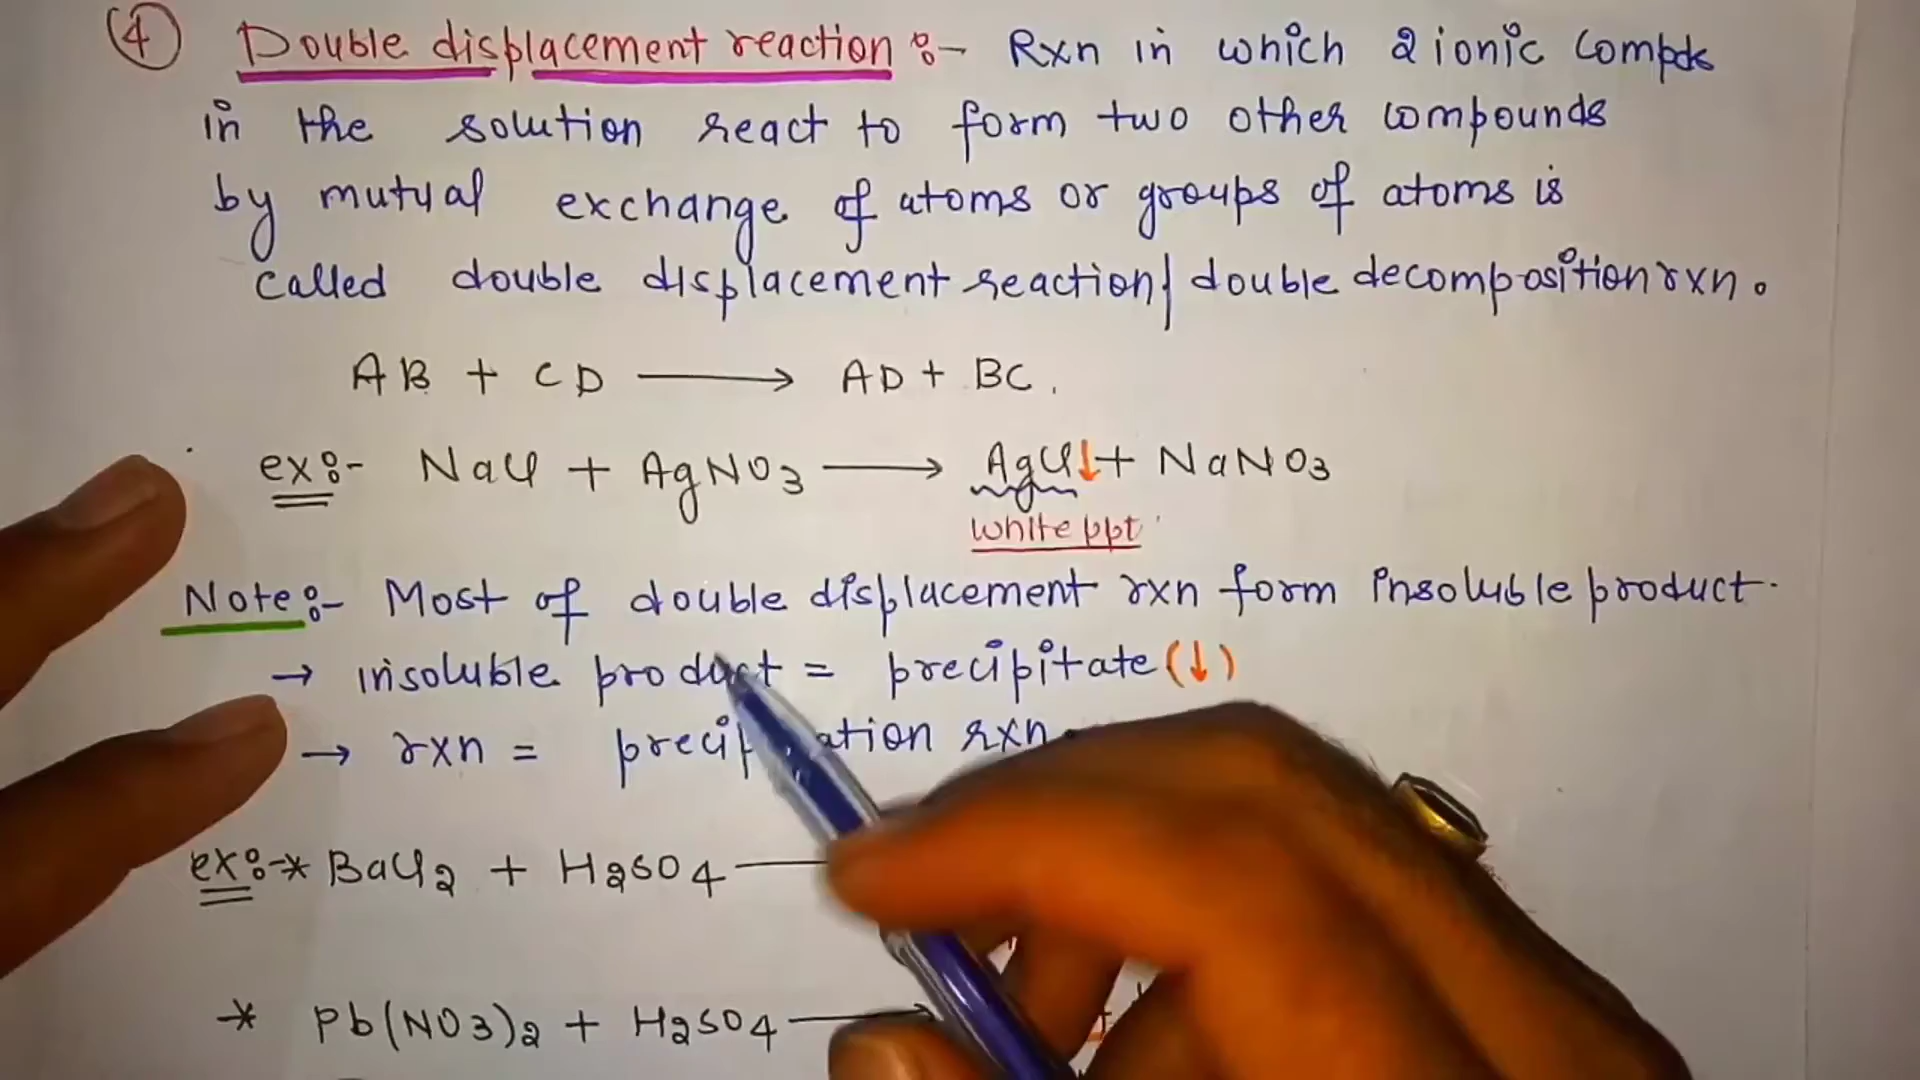 4 Double displacement reaction :- Rxn in which 2 ionic compds
in the solution react to form two other compounds
by mutual exchange of atoms or groups of atoms is
called double displacement reaction/ double decomposition rxn.
AB + CD ⟶ AD + BC.
ex:- NaCl + AgNO3 ⟶ AgCl↓ + NaNO3
white ppt
Note:- Most of double displacement rxn form insoluble product.
→ insoluble product = precipitate (↓)
→ rxn = precipitation rxn.
ex:-* BaCl2 + H2SO4 ⟶
* Pb(NO3)2 + H2SO4 ⟶